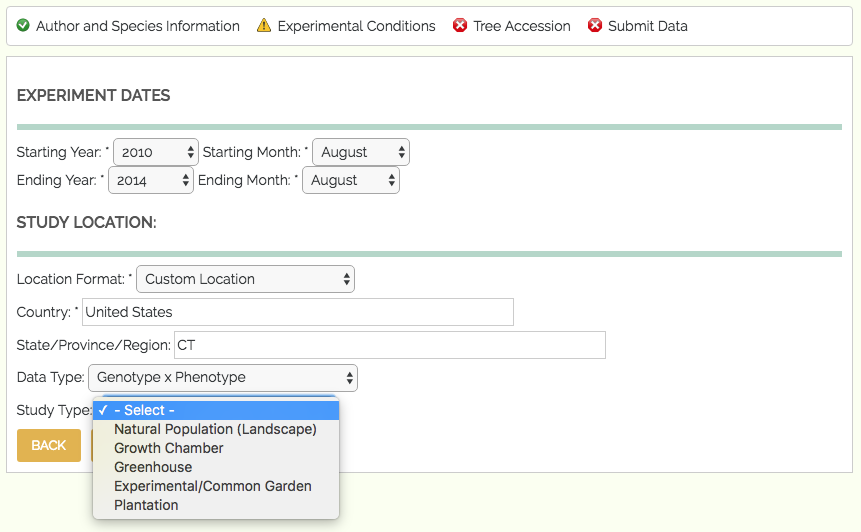 Author and Species Information Experimental Conditions Tree Accession Submit Data
EXPERIMENT DATES
Starting Year: * 2010 Starting Month: * August
Ending Year: * 2014 Ending Month: * August
STUDY LOCATION:
Location Format: * Custom Location
Country: * United States
State/Province/Region: CT
Data Type: Genotype x Phenotype
Study Type: ✓ - Select -
Natural Population (Landscape)
BACK
Growth Chamber
Greenhouse
Experimental/Common Garden
Plantation